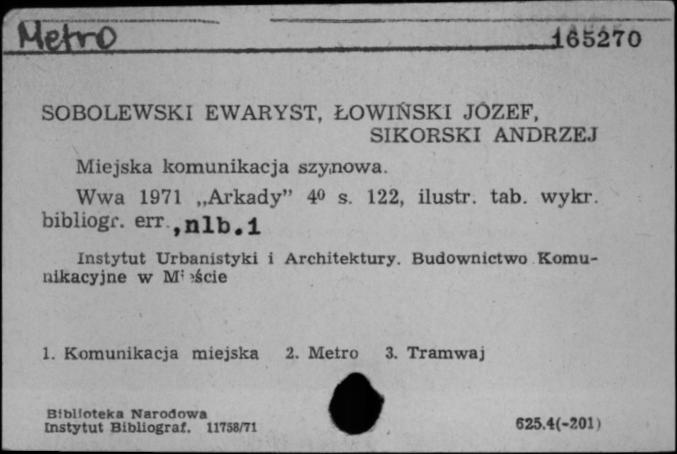 Metro
165270
SOBOLEWSKI EWARYST, ŁOWIŃSKI JÓZEF,
SIKORSKI ANDRZEJ
Miejska komunikacja szynowa.
Wwa 1971 „Arkady” 4⁰ s. 122, ilustr. tab. wykr.
bibliogr. err., nlb.1
Instytut Urbanistyki i Architektury. Budownictwo Komu-
nikacyjne w Mieście
1. Komunikacja miejska 2. Metro 3. Tramwaj
Biblioteka Narodowa
Instytut Bibliograf. 11758/71
625.4(-201)